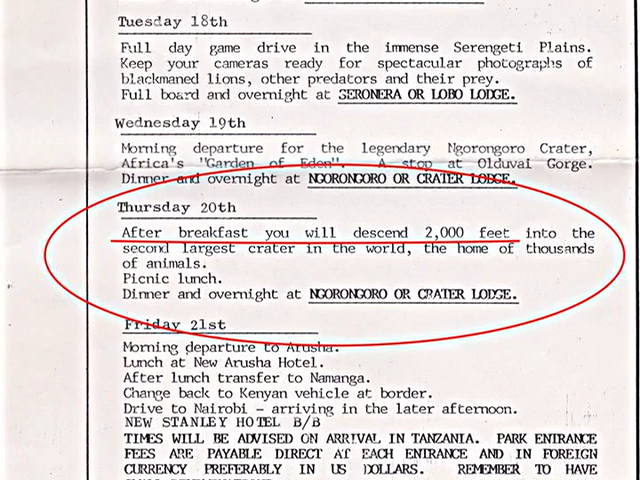 Tuesday 18th
Full day game drive in the immense Serengeti Plains.
Keep your cameras ready for spectacular photographs of
blackmaned lions, other predators and their prey.
Full board and overnight at SERONERA OR LOBO LODGE.
Wednesday 19th
Morning departure for the legendary Ngorongoro Crater,
Africa's "Garden of Eden". A stop at Olduvai Gorge.
Dinner and overnight at NGORONGORO OR CRATER LODGE.
Thursday 20th
After breakfast you will descend 2,000 feet into the
second largest crater in the world, the home of thousands
of animals.
Picnic lunch.
Dinner and overnight at NGORONGORO OR CRATER LODGE.
Friday 21st
Morning departure to Arusha.
Lunch at New Arusha Hotel.
After lunch transfer to Namanga.
Change back to Kenyan vehicle at border.
Drive to Nairobi - arriving in the later afternoon.
NEW STANLEY HOTEL B/B
TIMES WILL BE ADVISED ON ARRIVAL IN TANZANIA. PARK ENTRANCE
FEES ARE PAYABLE DIRECT AT EACH ENTRANCE AND IN FOREIGN
CURRENCY PREFERABLY IN US DOLLARS. REMEMBER TO HAVE